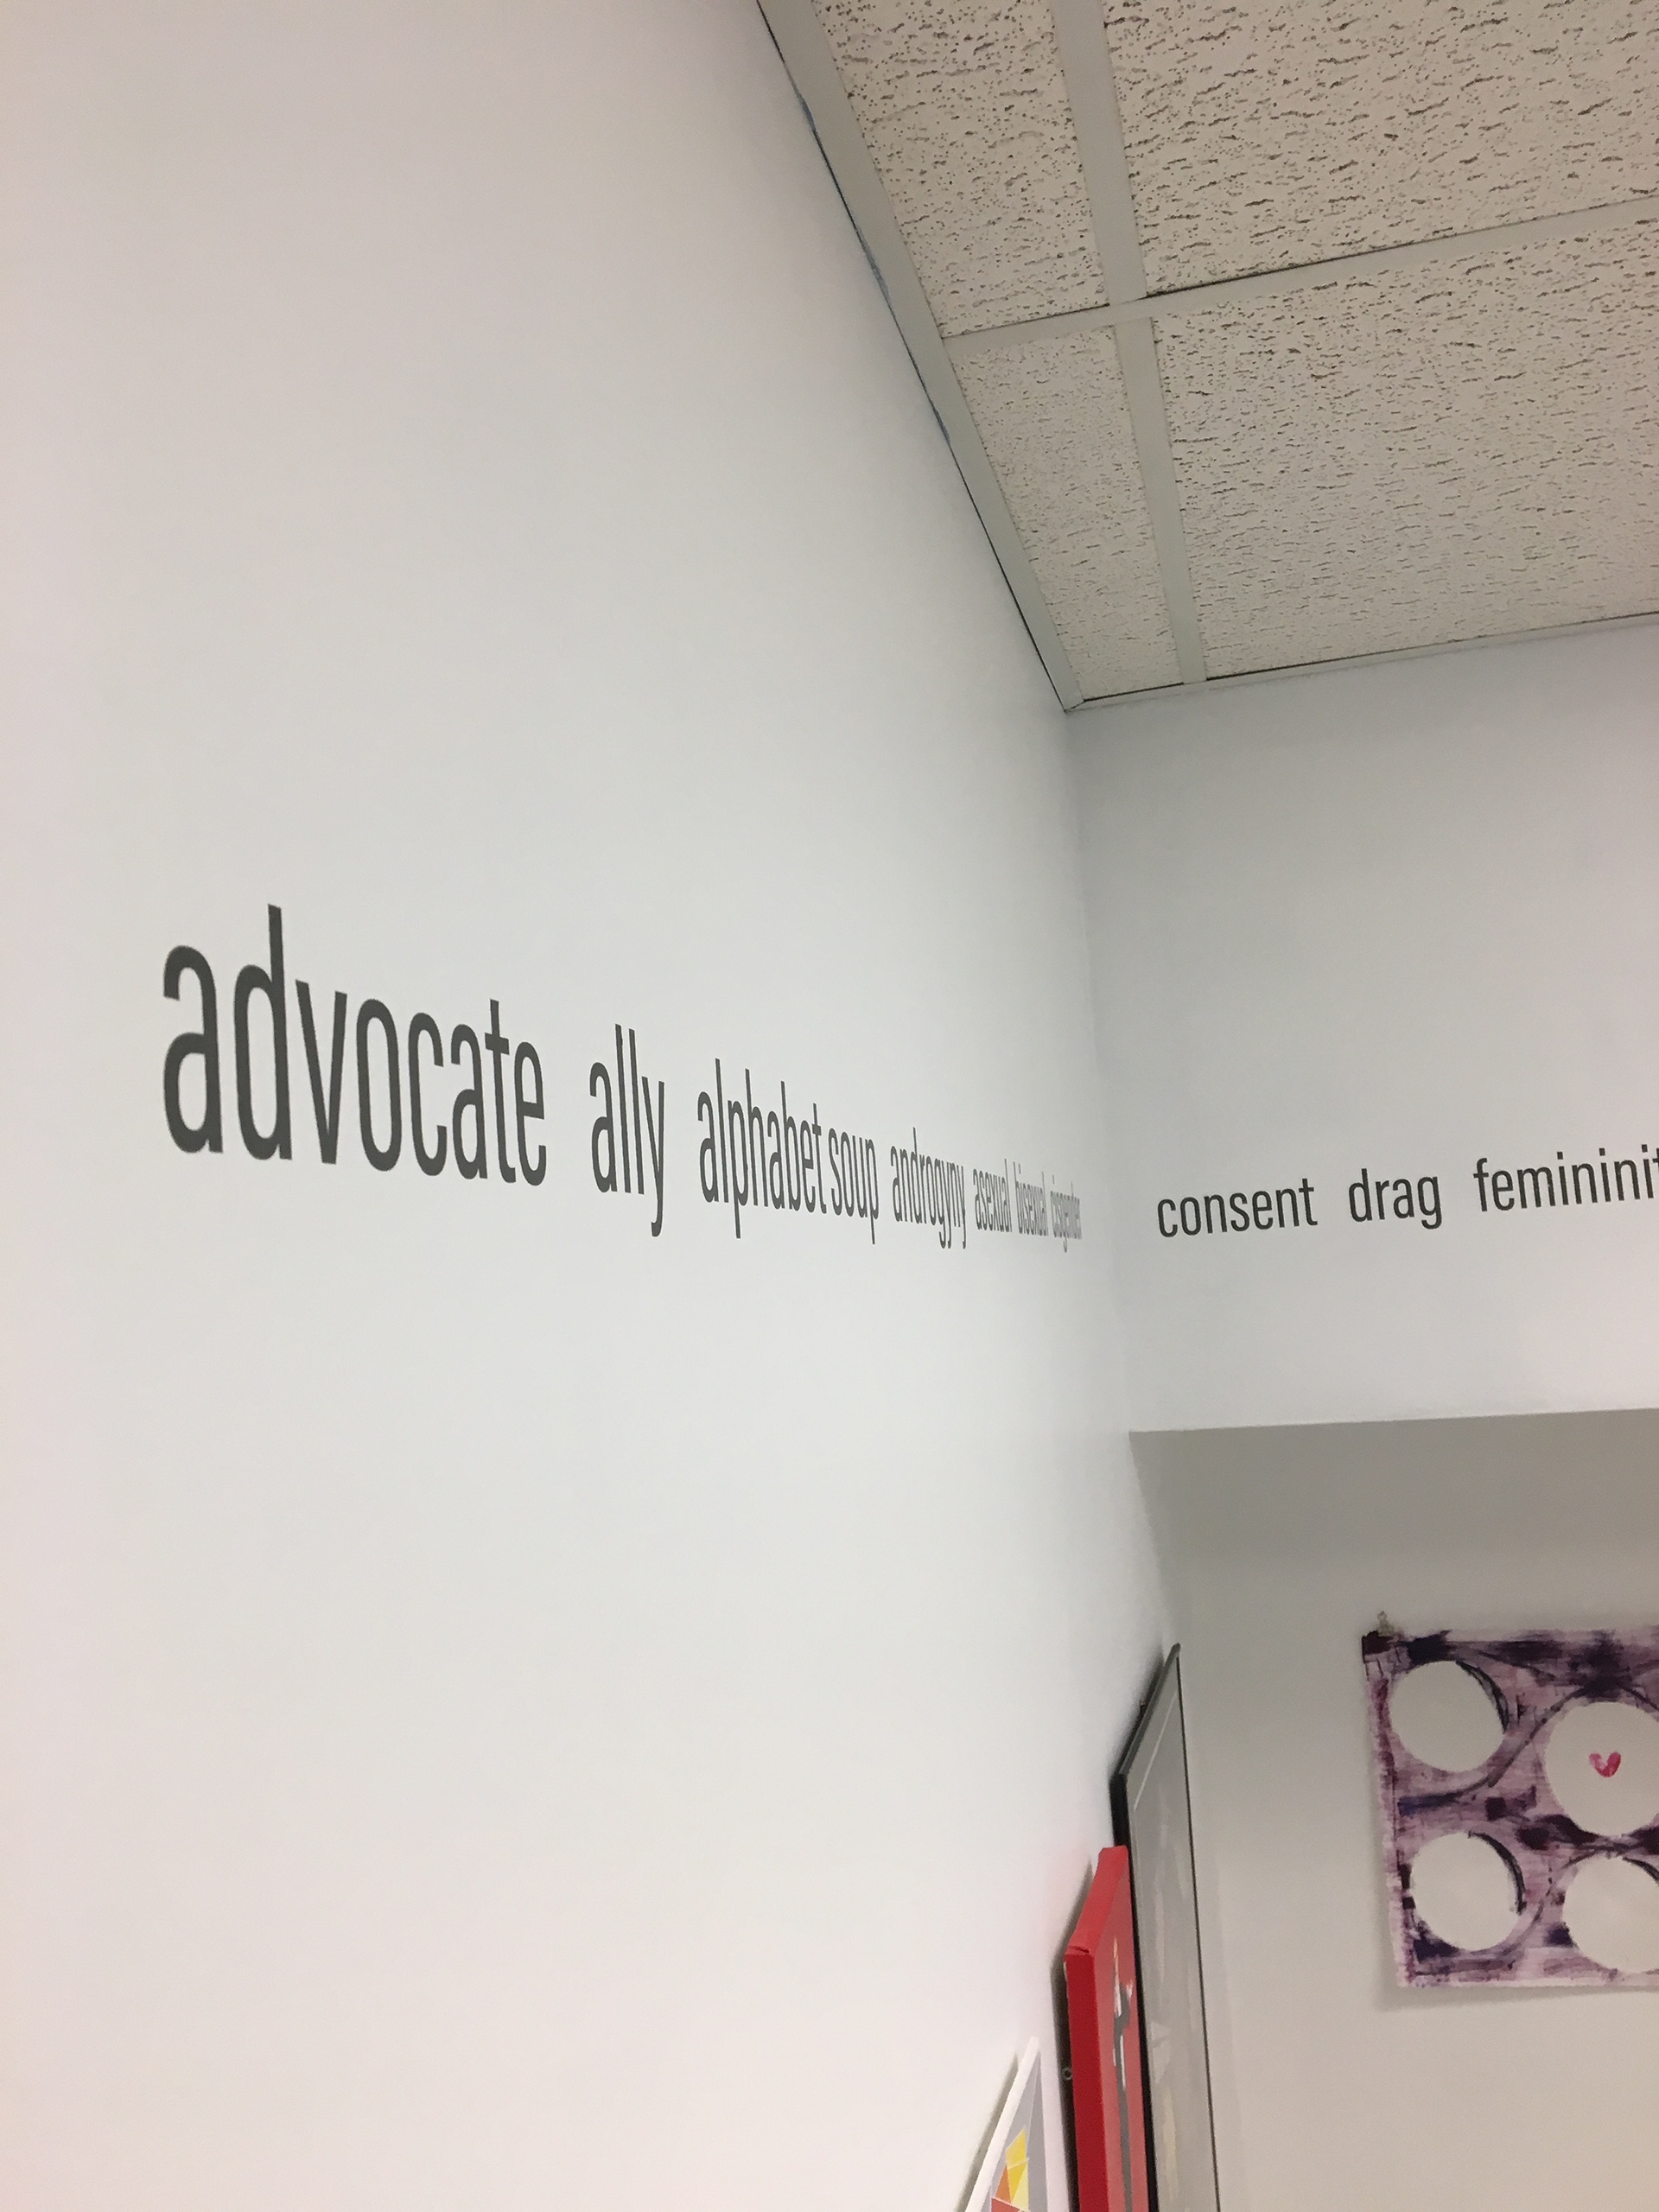 advocate ally alphabet soup androgyny asexual bisexual cisgender
consent drag femininit